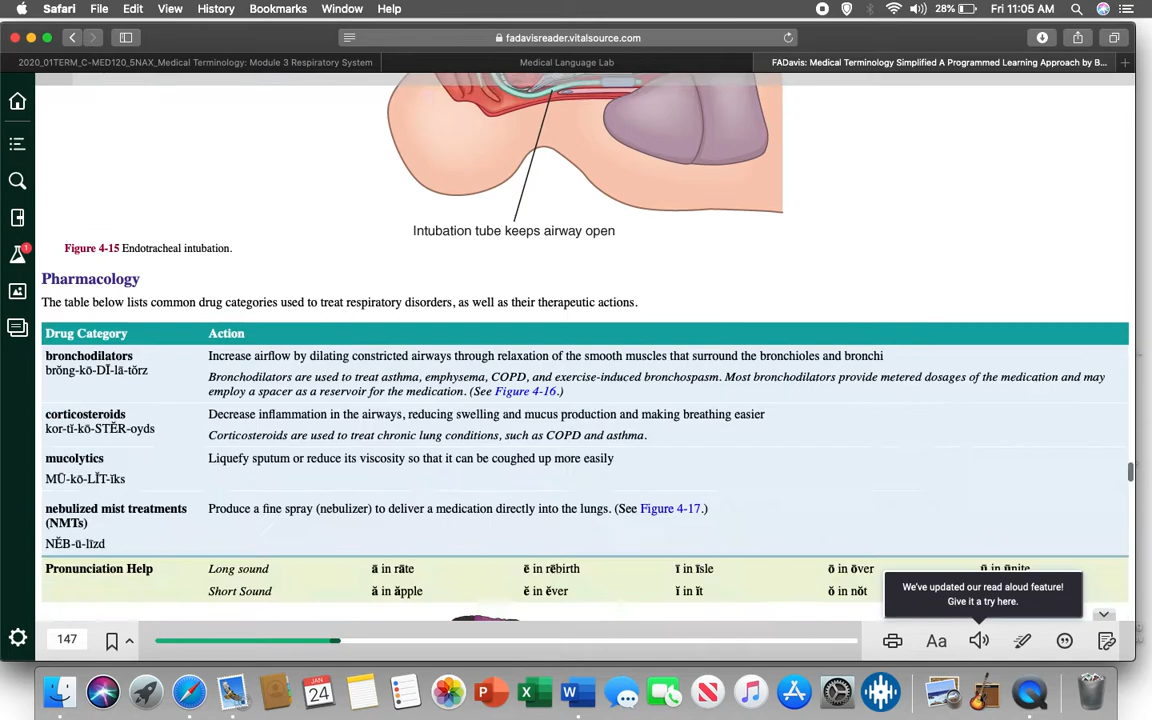 Safari File Edit View History Bookmarks Window Help 28% Fri 11:05 AM
fadavisreader.vitalsource.com
2020_01TERM_C-MED120_5NAX_Medical Terminology: Module 3 Respiratory System Medical Language Lab FADavis: Medical Terminology Simplified A Programmed Learning Approach by B...
Intubation tube keeps airway open
Figure 4-15 Endotracheal intubation.
1
Pharmacology
The table below lists common drug categories used to treat respiratory disorders, as well as their therapeutic actions.
Drug Category Action
bronchodilators Increase airflow by dilating constricted airways through relaxation of the smooth muscles that surround the bronchioles and bronchi
brŏng-kō-DĪ-lā-tŏrz
Bronchodilators are used to treat asthma, emphysema, COPD, and exercise-induced bronchospasm. Most bronchodilators provide metered dosages of the medication and may
employ a spacer as a reservoir for the medication. (See Figure 4-16.)
corticosteroids Decrease inflammation in the airways, reducing swelling and mucus production and making breathing easier
kor-tĭ-kō-STĔR-oyds
Corticosteroids are used to treat chronic lung conditions, such as COPD and asthma.
mucolytics Liquefy sputum or reduce its viscosity so that it can be coughed up more easily
MŪ-kō-LĬT-ĭks
nebulized mist treatments Produce a fine spray (nebulizer) to deliver a medication directly into the lungs. (See Figure 4-17.)
(NMTs)
NĔB-ū-līzd
Pronunciation Help Long sound ā in rāte ē in rēbirth ī in īsle ō in ōver ū in ūnite
Short Sound ă in ăpple ĕ in ĕver ĭ in ĭt ŏ in nŏt
We've updated our read aloud feature!
Give it a try here.
147 Aa
JAN
24
P X W